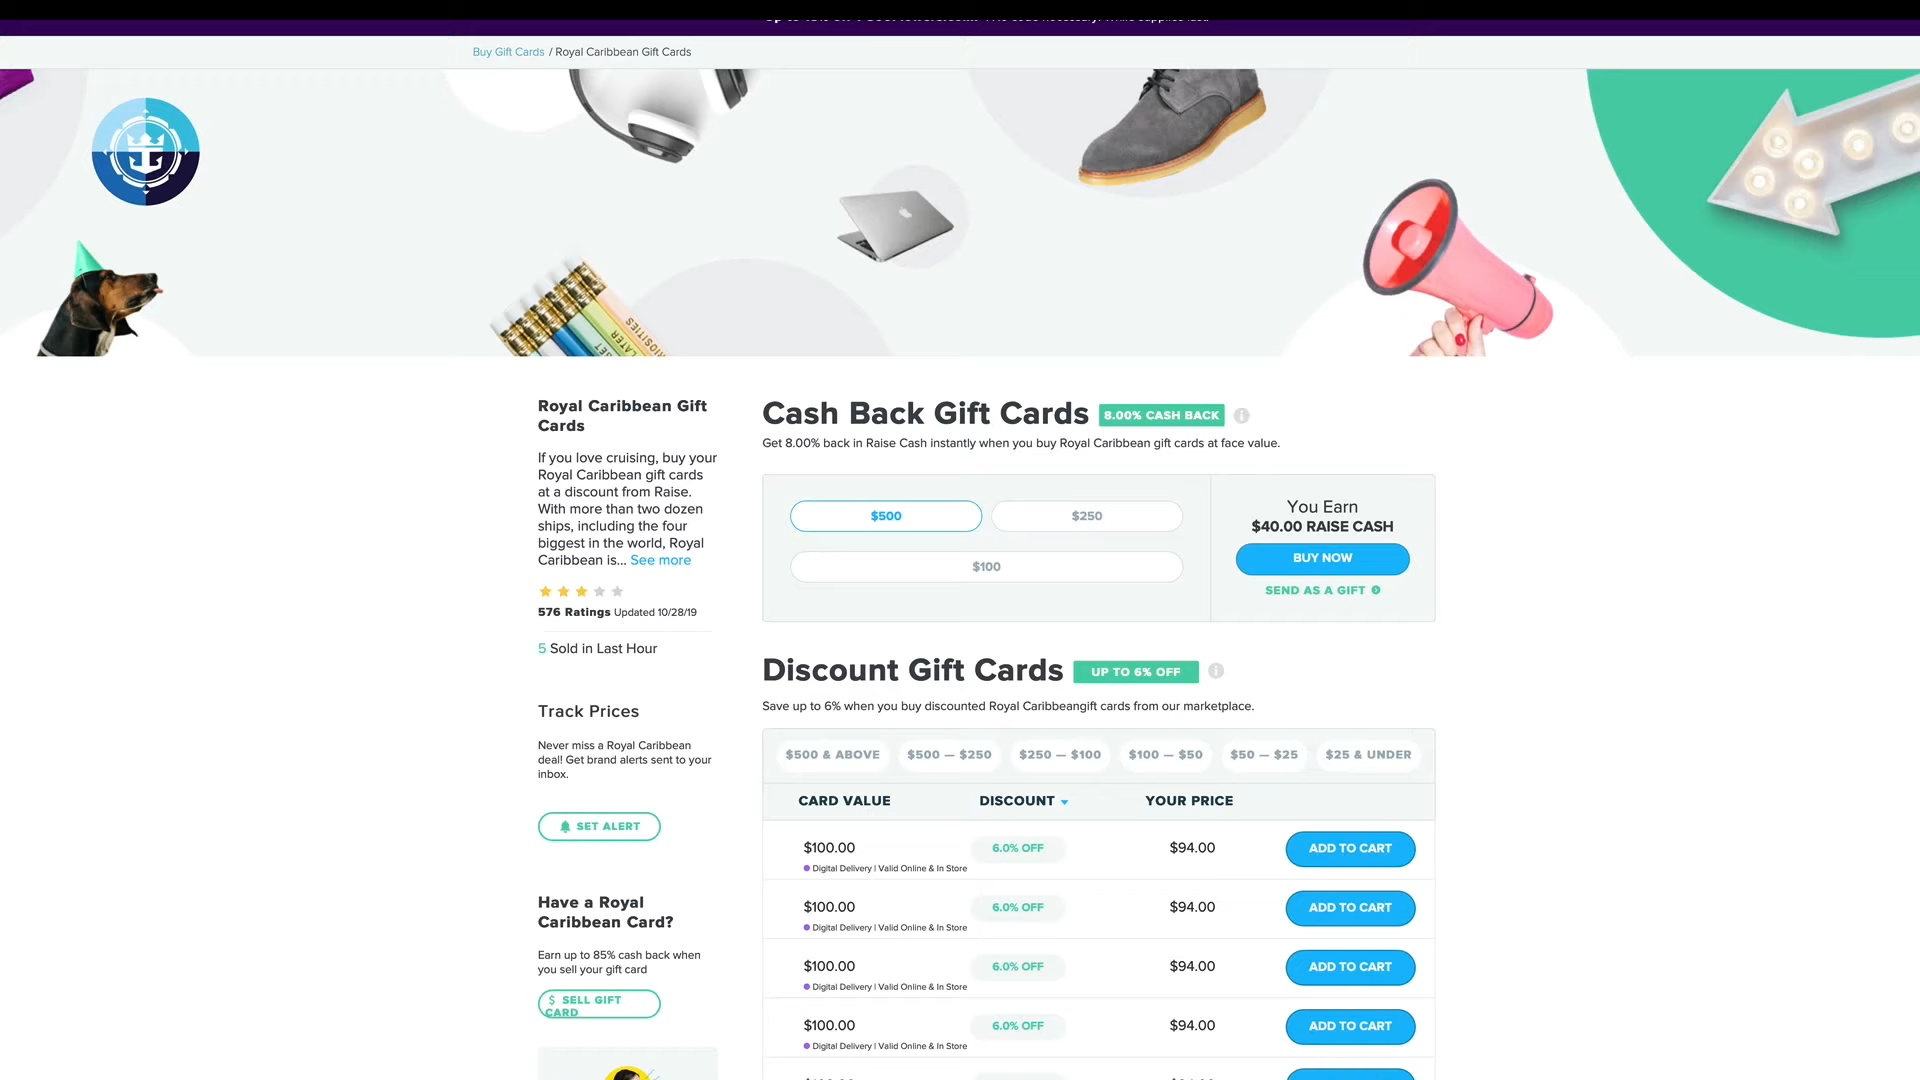 Buy Gift Cards / Royal Caribbean Gift Cards
LATER
Royal Caribbean Gift
Cards
If you love cruising, buy your
Royal Caribbean gift cards
at a discount from Raise.
With more than two dozen
ships, including the four
biggest in the world, Royal
Caribbean is... See more
576 Ratings Updated 10/28/19
5 Sold in Last Hour
Track Prices
Never miss a Royal Caribbean
deal! Get brand alerts sent to your
inbox.
SET ALERT
Have a Royal
Caribbean Card?
Earn up to 85% cash back when
you sell your gift card
$ SELL GIFT
CARD
Cash Back Gift Cards 8.00% CASH BACK
Get 8.00% back in Raise Cash instantly when you buy Royal Caribbean gift cards at face value.
$500 $250
$100
You Earn
$40.00 RAISE CASH
BUY NOW
SEND AS A GIFT
Discount Gift Cards UP TO 6% OFF
Save up to 6% when you buy discounted Royal Caribbeangift cards from our marketplace.
$500 & ABOVE $500 — $250 $250 — $100 $100 — $50 $50 — $25 $25 & UNDER
CARD VALUE DISCOUNT YOUR PRICE
$100.00 6.0% OFF $94.00 ADD TO CART
Digital Delivery | Valid Online & In Store
$100.00 6.0% OFF $94.00 ADD TO CART
Digital Delivery | Valid Online & In Store
$100.00 6.0% OFF $94.00 ADD TO CART
Digital Delivery | Valid Online & In Store
$100.00 6.0% OFF $94.00 ADD TO CART
Digital Delivery | Valid Online & In Store